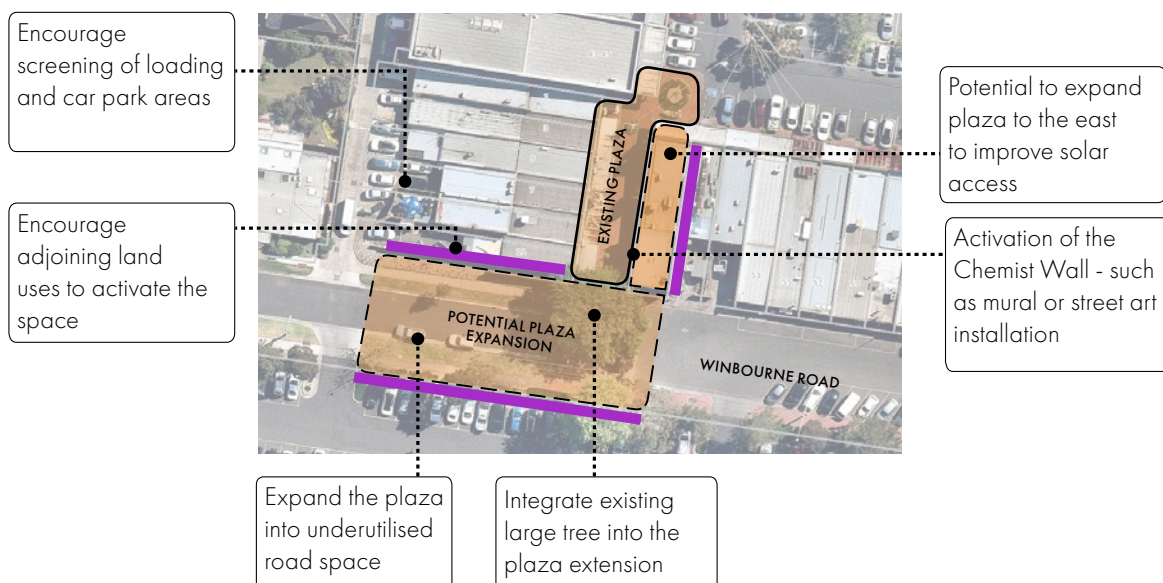 Encourage
screening of loading
and car park areas
Encourage
adjoining land
uses to activate the
space
Potential to expand
plaza to the east
to improve solar
access
Activation of the
Chemist Wall - such
as mural or street art
installation
EXISTING PLAZA
POTENTIAL PLAZA
EXPANSION
WINBOURNE ROAD
Expand the plaza
into underutilised
road space
Integrate existing
large tree into the
plaza extension